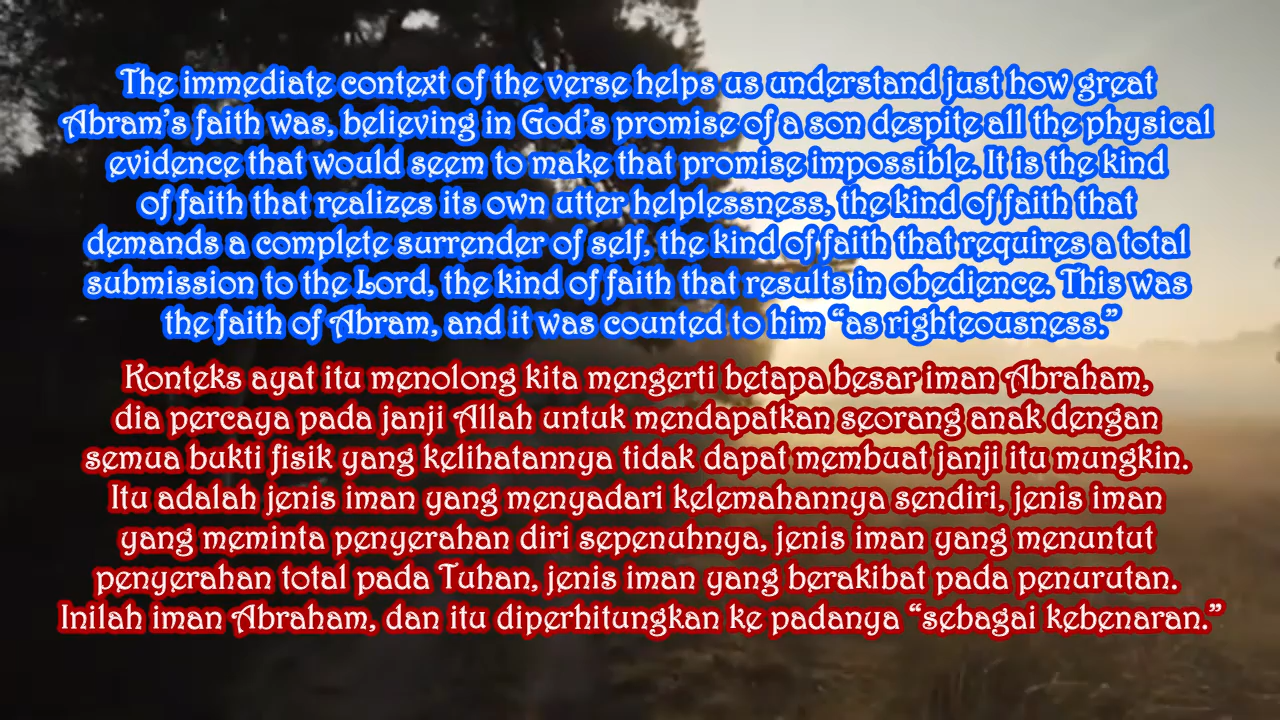 The immediate context of the verse helps us understand just how great
Abram’s faith was, believing in God’s promise of a son despite all the physical
evidence that would seem to make that promise impossible. It is the kind
of faith that realizes its own utter helplessness, the kind of faith that
demands a complete surrender of self, the kind of faith that requires a total
submission to the Lord, the kind of faith that results in obedience. This was
the faith of Abram, and it was counted to him “as righteousness.”
Konteks ayat itu menolong kita mengerti betapa besar iman Abraham,
dia percaya pada janji Allah untuk mendapatkan seorang anak dengan
semua bukti fisik yang kelihatannya tidak dapat membuat janji itu mungkin.
Itu adalah jenis iman yang menyadari kelemahannya sendiri, jenis iman
yang meminta penyerahan diri sepenuhnya, jenis iman yang menuntut
penyerahan total pada Tuhan, jenis iman yang berakibat pada penurutan.
Inilah iman Abraham, dan itu diperhitungkan ke padanya “sebagai kebenaran.”